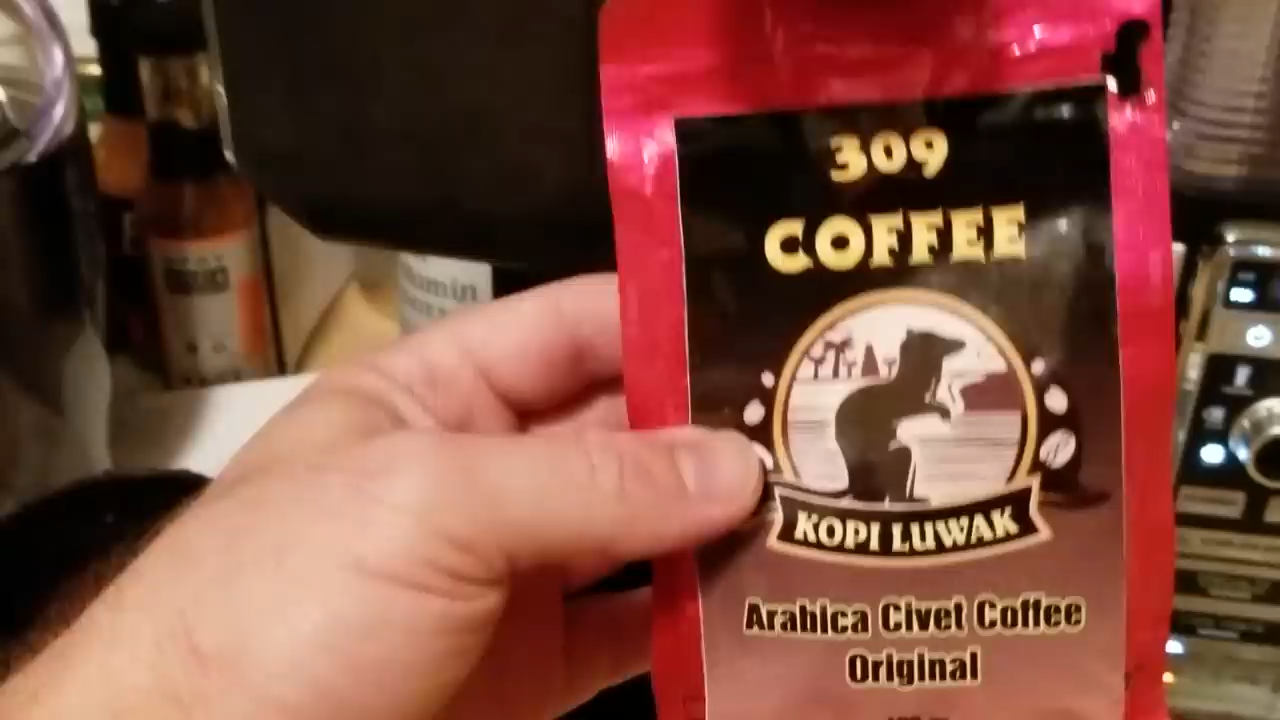 309
COFFEE
KOPI LUWAK
Arabica Civet Coffee
Original